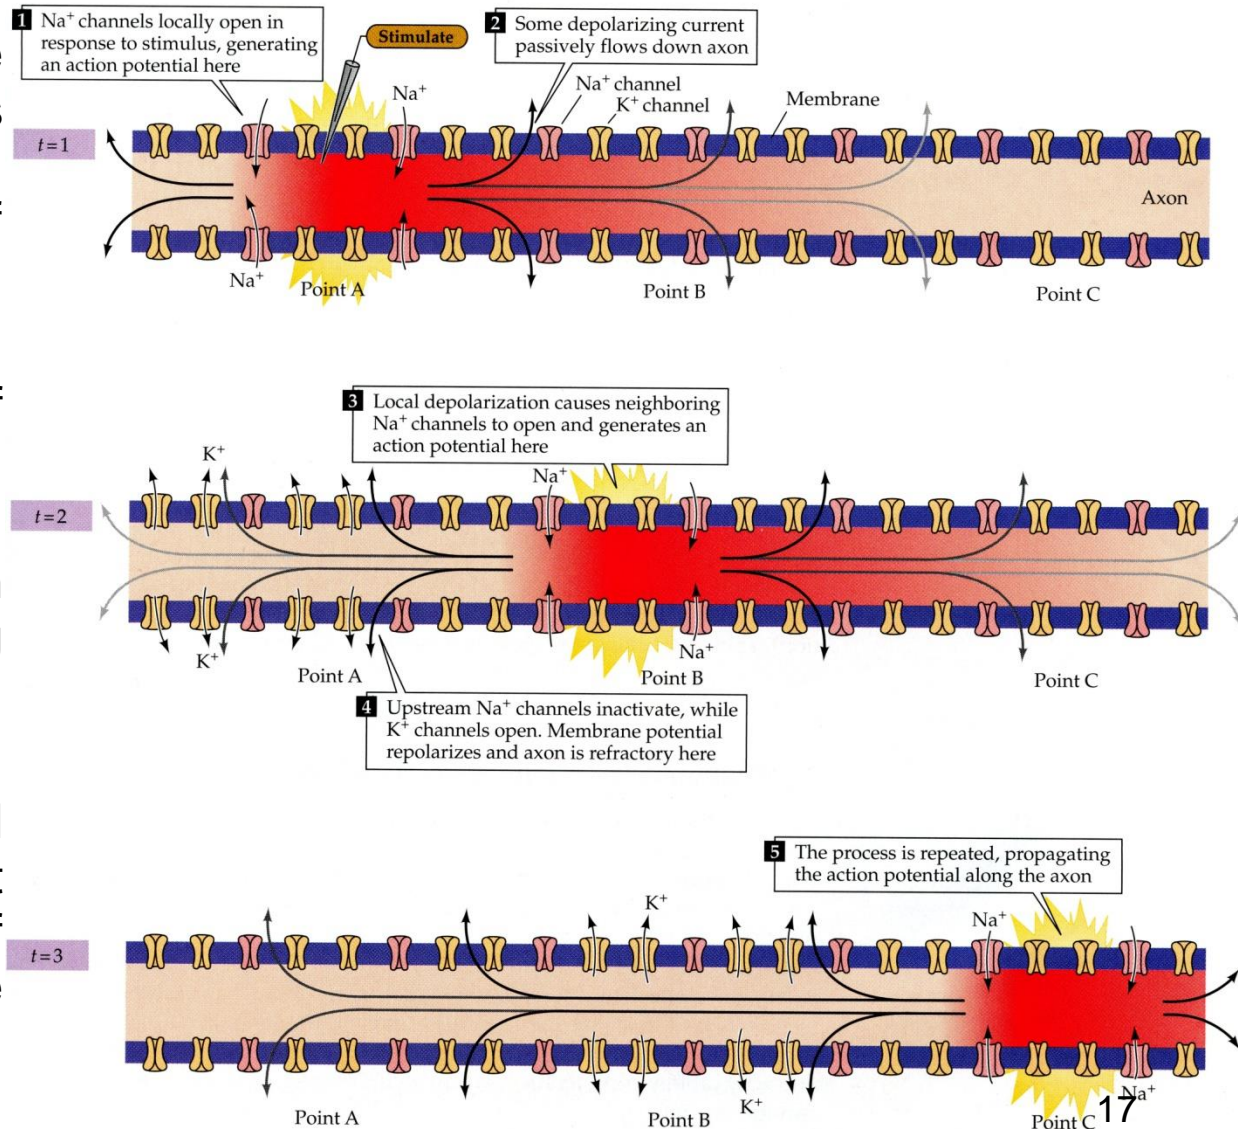 1 Na+ channels locally open in
response to stimulus, generating
an action potential here
Stimulate
2 Some depolarizing current
passively flows down axon
Na+
Na+ channel
K+ channel
Membrane
t=1
Axon
Na+
Point A
Point B
Point C
3 Local depolarization causes neighboring
Na+ channels to open and generates an
action potential here
K+
Na+
t=2
K+
Na+
Point A
Point B
Point C
4 Upstream Na+ channels inactivate, while
K+ channels open. Membrane potential
repolarizes and axon is refractory here
5 The process is repeated, propagating
the action potential along the axon
K+
Na+
t=3
K+
Na+
Point A
Point B
Point C
17